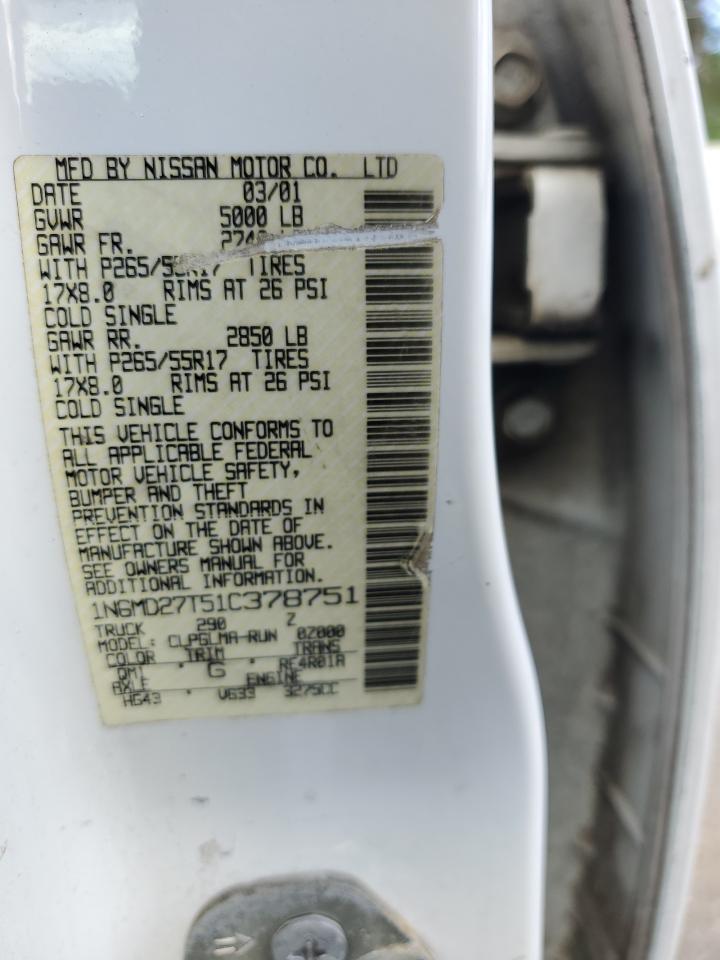 MFD BY NISSAN MOTOR CO. LTD
DATE 03/01
GVWR 5000 LB
GAWR FR.
WITH P265/55R17 TIRES
17X8.0 RIMS AT 26 PSI
COLD SINGLE
GAWR RR. 2850 LB
WITH P265/55R17 TIRES
17X8.0 RIMS AT 26 PSI
COLD SINGLE
THIS VEHICLE CONFORMS TO
ALL APPLICABLE FEDERAL
MOTOR VEHICLE SAFETY,
BUMPER AND THEFT
PREVENTION STANDARDS IN
EFFECT ON THE DATE OF
MANUFACTURE SHOWN ABOVE.
SEE OWNERS MANUAL FOR
ADDITIONAL INFORMATION.
1N6MD27T51C378751
TRUCK 290 Z
MODEL: CLPGLMA-RUN 0Z000
COLOR TRIM TRANS
QM1 · G · RE4R01A
AXLE ENGINE
HG43 VG33 3275CC